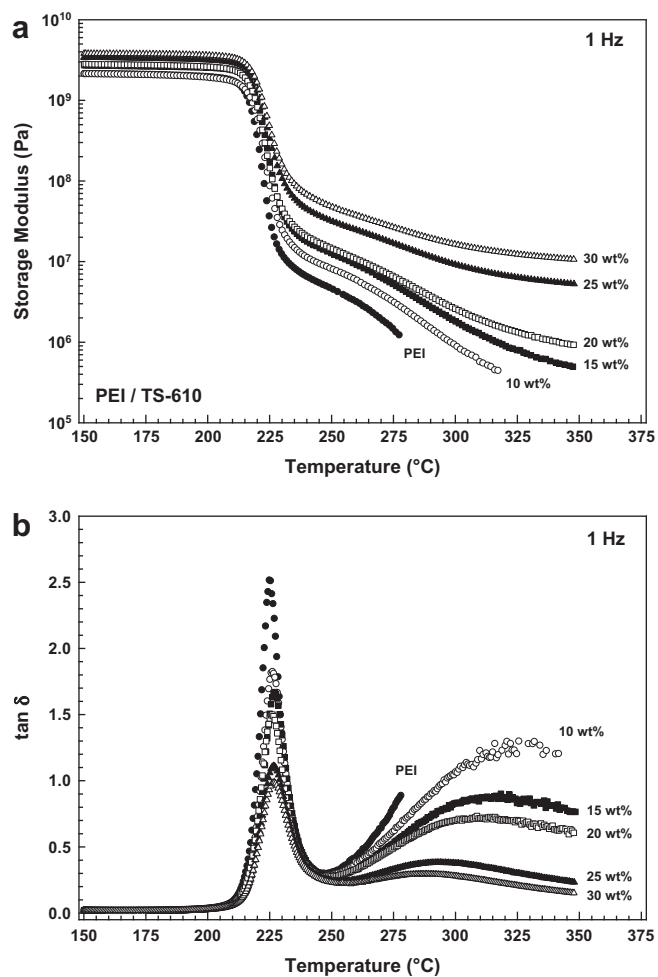 a
1 Hz
10^10
10^9
10^8
10^7
10^6
10^5
Storage Modulus (Pa)
30 wt%
25 wt%
20 wt%
15 wt%
10 wt%
PEI
PEI / TS-610
150 175 200 225 250 275 300 325 350 375
Temperature (°C)
b
1 Hz
3.0
2.5
2.0
1.5
1.0
0.5
0.0
tan δ
10 wt%
PEI
15 wt%
20 wt%
25 wt%
30 wt%
150 175 200 225 250 275 300 325 350 375
Temperature (°C)